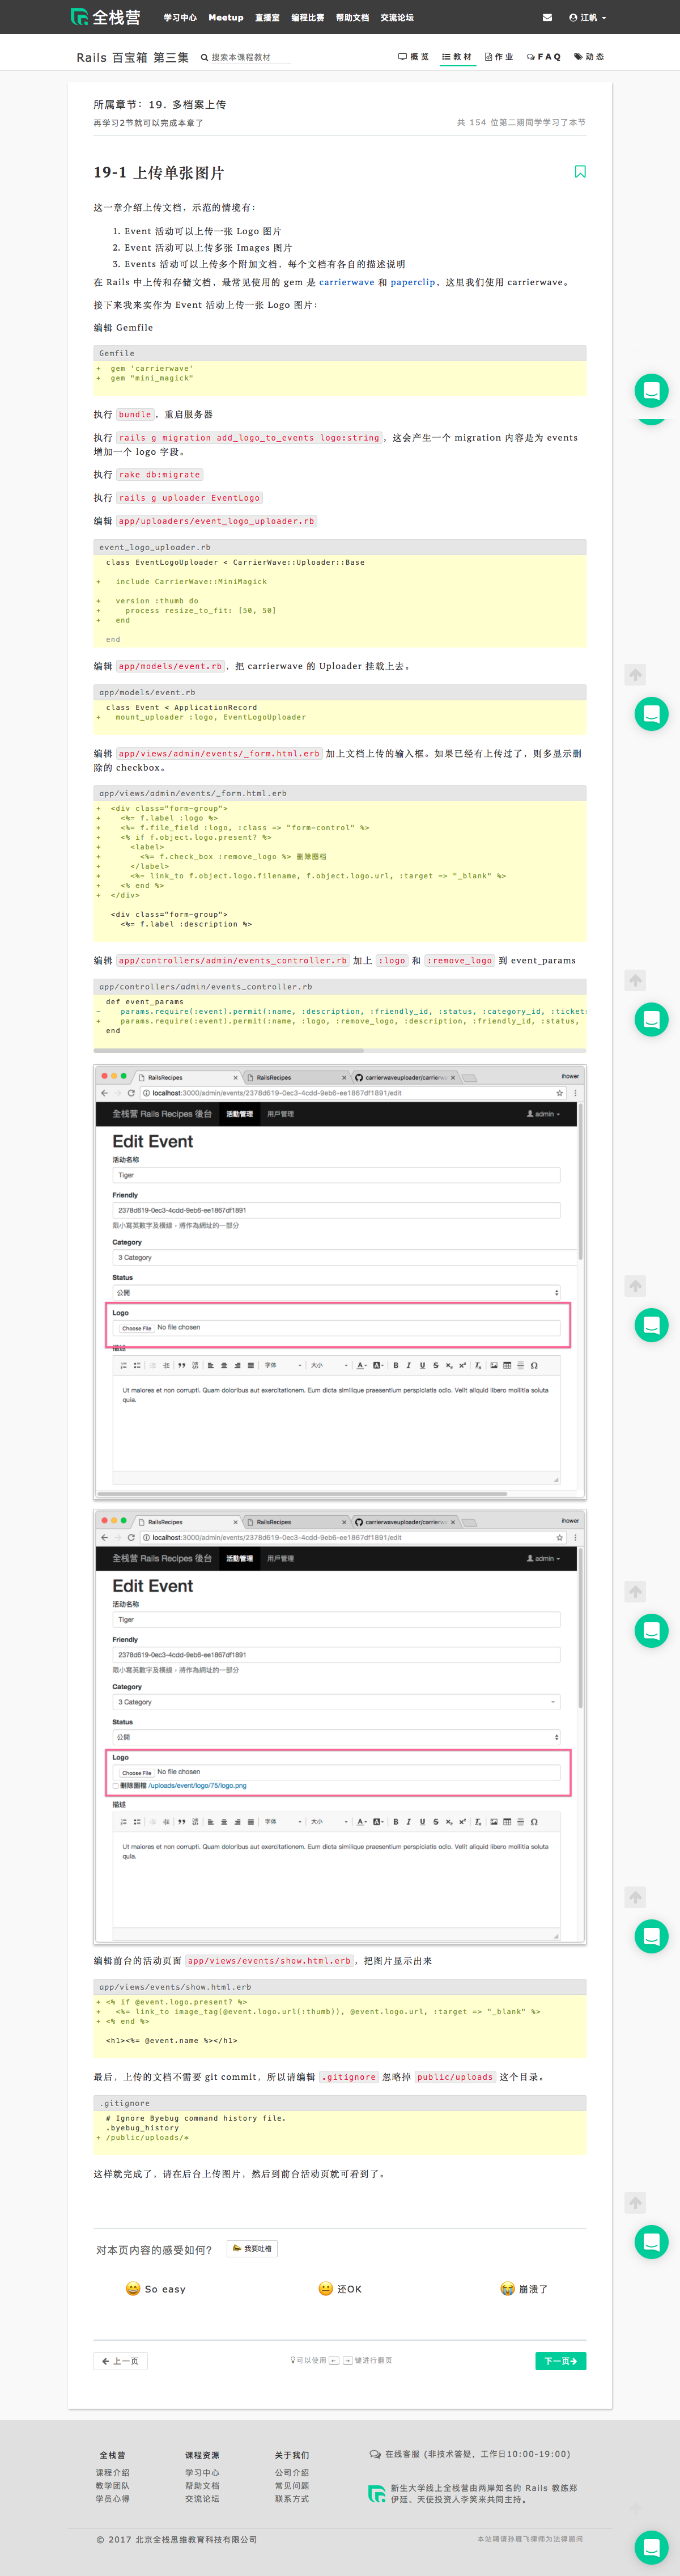 全栈营 学习中心 Meetup 直播室 编程比赛 帮助文档 交流论坛 江帆
Rails 百宝箱 第三集 搜索本课程教材 概览 教材 作业 FAQ 动态
所属章节：19. 多档案上传
再学习2节就可以完成本章了 共 154 位第二期同学学习了本节
19-1 上传单张图片
这一章介绍上传文档，示范的情境有：
1. Event 活动可以上传一张 Logo 图片
2. Event 活动可以上传多张 Images 图片
3. Events 活动可以上传多个附加文档，每个文档有各自的描述说明
在 Rails 中上传和存储文档，最常见使用的 gem 是 carrierwave 和 paperclip，这里我们使用 carrierwave。
接下来我来实作为 Event 活动上传一张 Logo 图片：
编辑 Gemfile
Gemfile
+ gem 'carrierwave'
+ gem "mini_magick"
执行 bundle，重启服务器
执行 rails g migration add_logo_to_events logo:string，这会产生一个 migration 内容是为 events
增加一个 logo 字段。
执行 rake db:migrate
执行 rails g uploader EventLogo
编辑 app/uploaders/event_logo_uploader.rb
event_logo_uploader.rb
class EventLogoUploader < CarrierWave::Uploader::Base
+ include CarrierWave::MiniMagick
+ version :thumb do
+ process resize_to_fit: [50, 50]
+ end
end
编辑 app/models/event.rb，把 carrierwave 的 Uploader 挂载上去。
app/models/event.rb
class Event < ApplicationRecord
+ mount_uploader :logo, EventLogoUploader
编辑 app/views/admin/events/_form.html.erb 加上文档上传的输入框。如果已经有上传过了，则多显示删
除的 checkbox。
app/views/admin/events/_form.html.erb
+ <div class="form-group">
+ <%= f.label :logo %>
+ <%= f.file_field :logo, :class => "form-control" %>
+ <% if f.object.logo.present? %>
+ <label>
+ <%= f.check_box :remove_logo %> 删除图档
+ </label>
+ <%= link_to f.object.logo.filename, f.object.logo.url, :target => "_blank" %>
+ <% end %>
+ </div>
<div class="form-group">
<%= f.label :description %>
编辑 app/controllers/admin/events_controller.rb 加上 :logo 和 :remove_logo 到 event_params
app/controllers/admin/events_controller.rb
def event_params
- params.require(:event).permit(:name, :description, :friendly_id, :status, :category_id, :tickets
+ params.require(:event).permit(:name, :logo, :remove_logo, :description, :friendly_id, :status,
end
RailsRecipes RailsRecipes carrierwaveuploader/carrierw ihower
localhost:3000/admin/events/2378d619-0ec3-4cdd-9eb6-ee1867df1891/edit
全栈营 Rails Recipes 後台 活動管理 用戶管理 admin
Edit Event
活动名称
Tiger
Friendly
2378d619-0ec3-4cdd-9eb6-ee1867df1891
限小寫英數字及橫線，將作為網址的一部分
Category
3 Category
Status
公開
Logo
Choose File No file chosen
描述
字体 大小
Ut maiores et non corrupti. Quam doloribus aut exercitationem. Eum dicta similique praesentium perspiciatis odio. Velit aliquid libero mollitia soluta
quia.
RailsRecipes RailsRecipes carrierwaveuploader/carrierw ihower
localhost:3000/admin/events/2378d619-0ec3-4cdd-9eb6-ee1867df1891/edit
全栈营 Rails Recipes 後台 活動管理 用戶管理 admin
Edit Event
活动名称
Tiger
Friendly
2378d619-0ec3-4cdd-9eb6-ee1867df1891
限小寫英數字及橫線，將作為網址的一部分
Category
3 Category
Status
公開
Logo
Choose File No file chosen
刪除圖檔 /uploads/event/logo/75/logo.png
描述
字体 大小
Ut maiores et non corrupti. Quam doloribus aut exercitationem. Eum dicta similique praesentium perspiciatis odio. Velit aliquid libero mollitia soluta
quia.
编辑前台的活动页面 app/views/events/show.html.erb，把图片显示出来
app/views/events/show.html.erb
+ <% if @event.logo.present? %>
+ <%= link_to image_tag(@event.logo.url(:thumb)), @event.logo.url, :target => "_blank" %>
+ <% end %>
<h1><%= @event.name %></h1>
最后，上传的文档不需要 git commit，所以请编辑 .gitignore 忽略掉 public/uploads 这个目录。
.gitignore
# Ignore Byebug command history file.
.byebug_history
+ /public/uploads/*
这样就完成了，请在后台上传图片，然后到前台活动页就可看到了。
对本页内容的感受如何？ 我要吐槽
So easy 还OK 崩溃了
上一页 可以使用 ← → 键进行翻页 下一页
全栈营 课程资源 关于我们 在线客服 (非技术答疑，工作日10:00-19:00)
课程介绍 学习中心 公司介绍
教学团队 帮助文档 常见问题 新生大学线上全栈营由两岸知名的 Rails 教练郑
学员心得 交流论坛 联系方式 伊廷、天使投资人李笑来共同主持。
© 2017 北京全栈思维教育科技有限公司 本站聘请孙雁飞律师为法律顾问